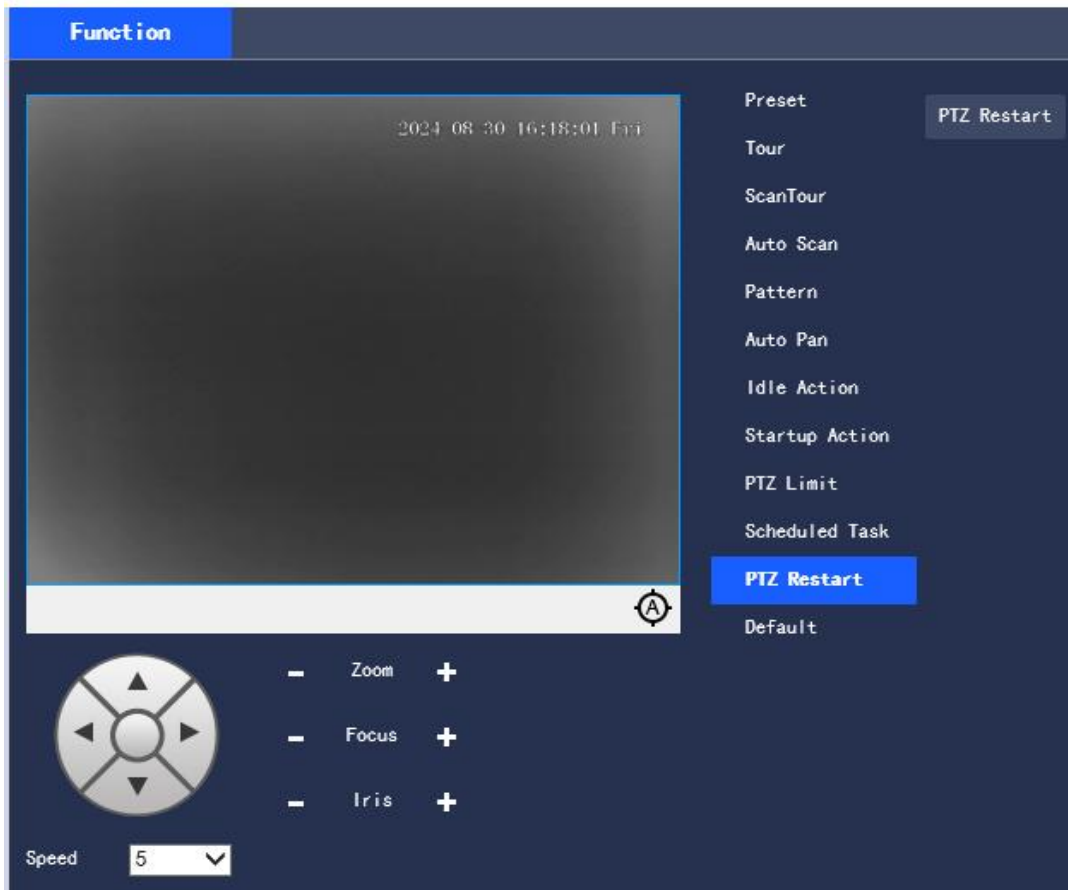 Function
2024-08-30 16:18:01 Fri
Preset
Tour
ScanTour
Auto Scan
Pattern
Auto Pan
Idle Action
Startup Action
PTZ Limit
Scheduled Task
PTZ Restart
Default
PTZ Restart
A
- Zoom +
- Focus +
- Iris +
Speed 5